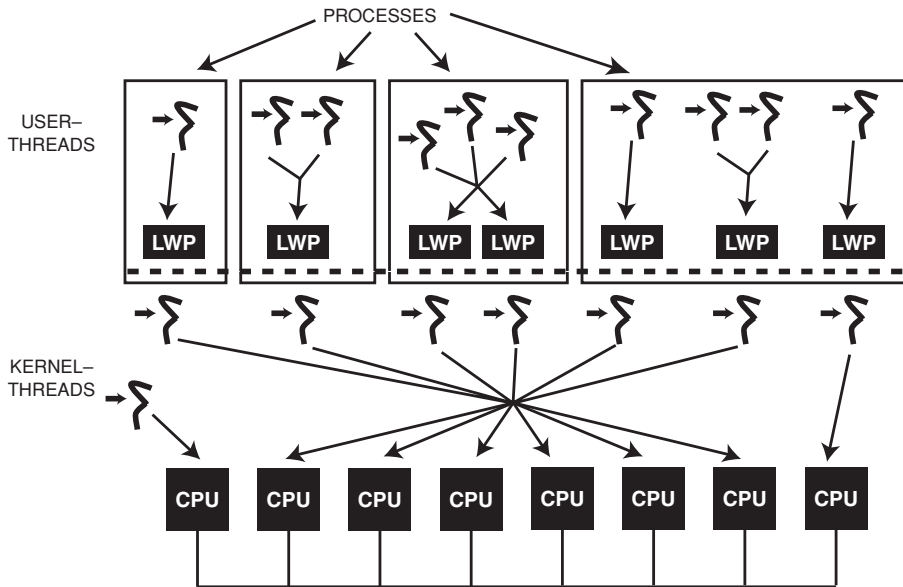 PROCESSES
USER–
THREADS
LWP LWP LWP LWP LWP LWP LWP
KERNEL–
THREADS
CPU CPU CPU CPU CPU CPU CPU CPU